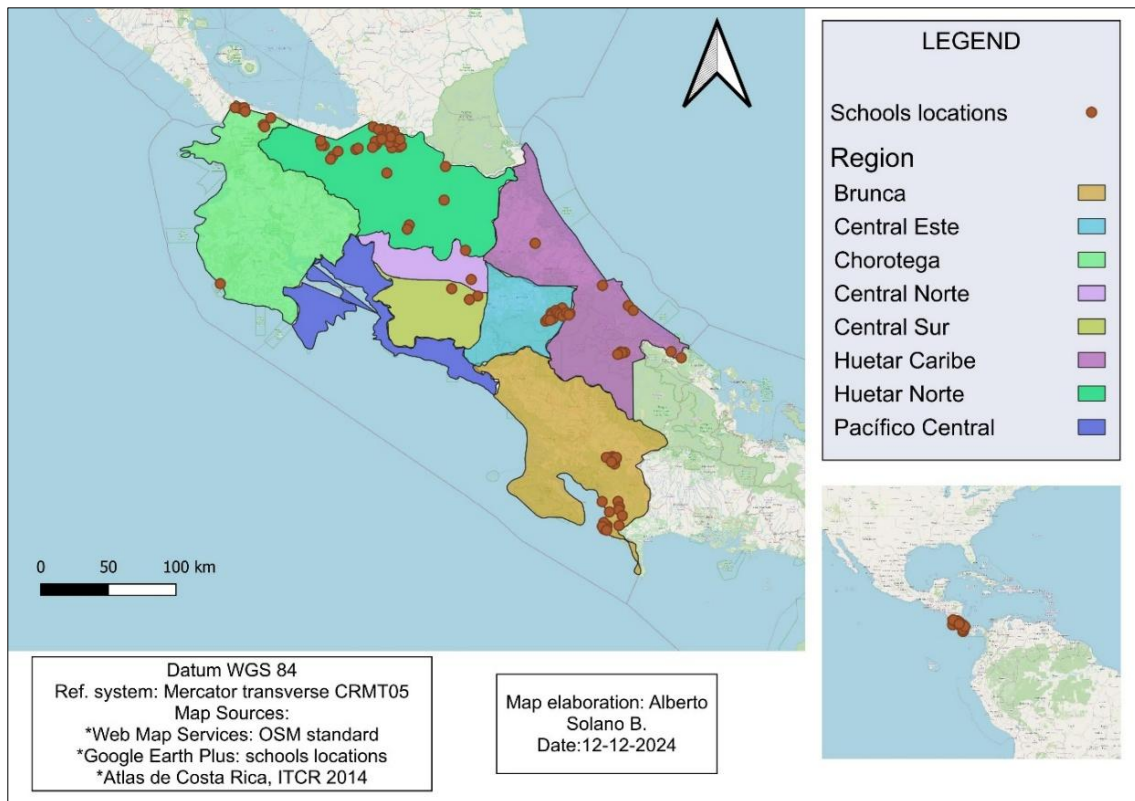 LEGEND
Schools locations
Region
Brunca
Central Este
Chorotega
Central Norte
Central Sur
Huetar Caribe
Huetar Norte
Pacífico Central
0 50 100 km
Datum WGS 84
Ref. system: Mercator transverse CRMT05
Map Sources:
*Web Map Services: OSM standard
*Google Earth Plus: schools locations
*Atlas de Costa Rica, ITCR 2014
Map elaboration: Alberto
Solano B.
Date:12-12-2024